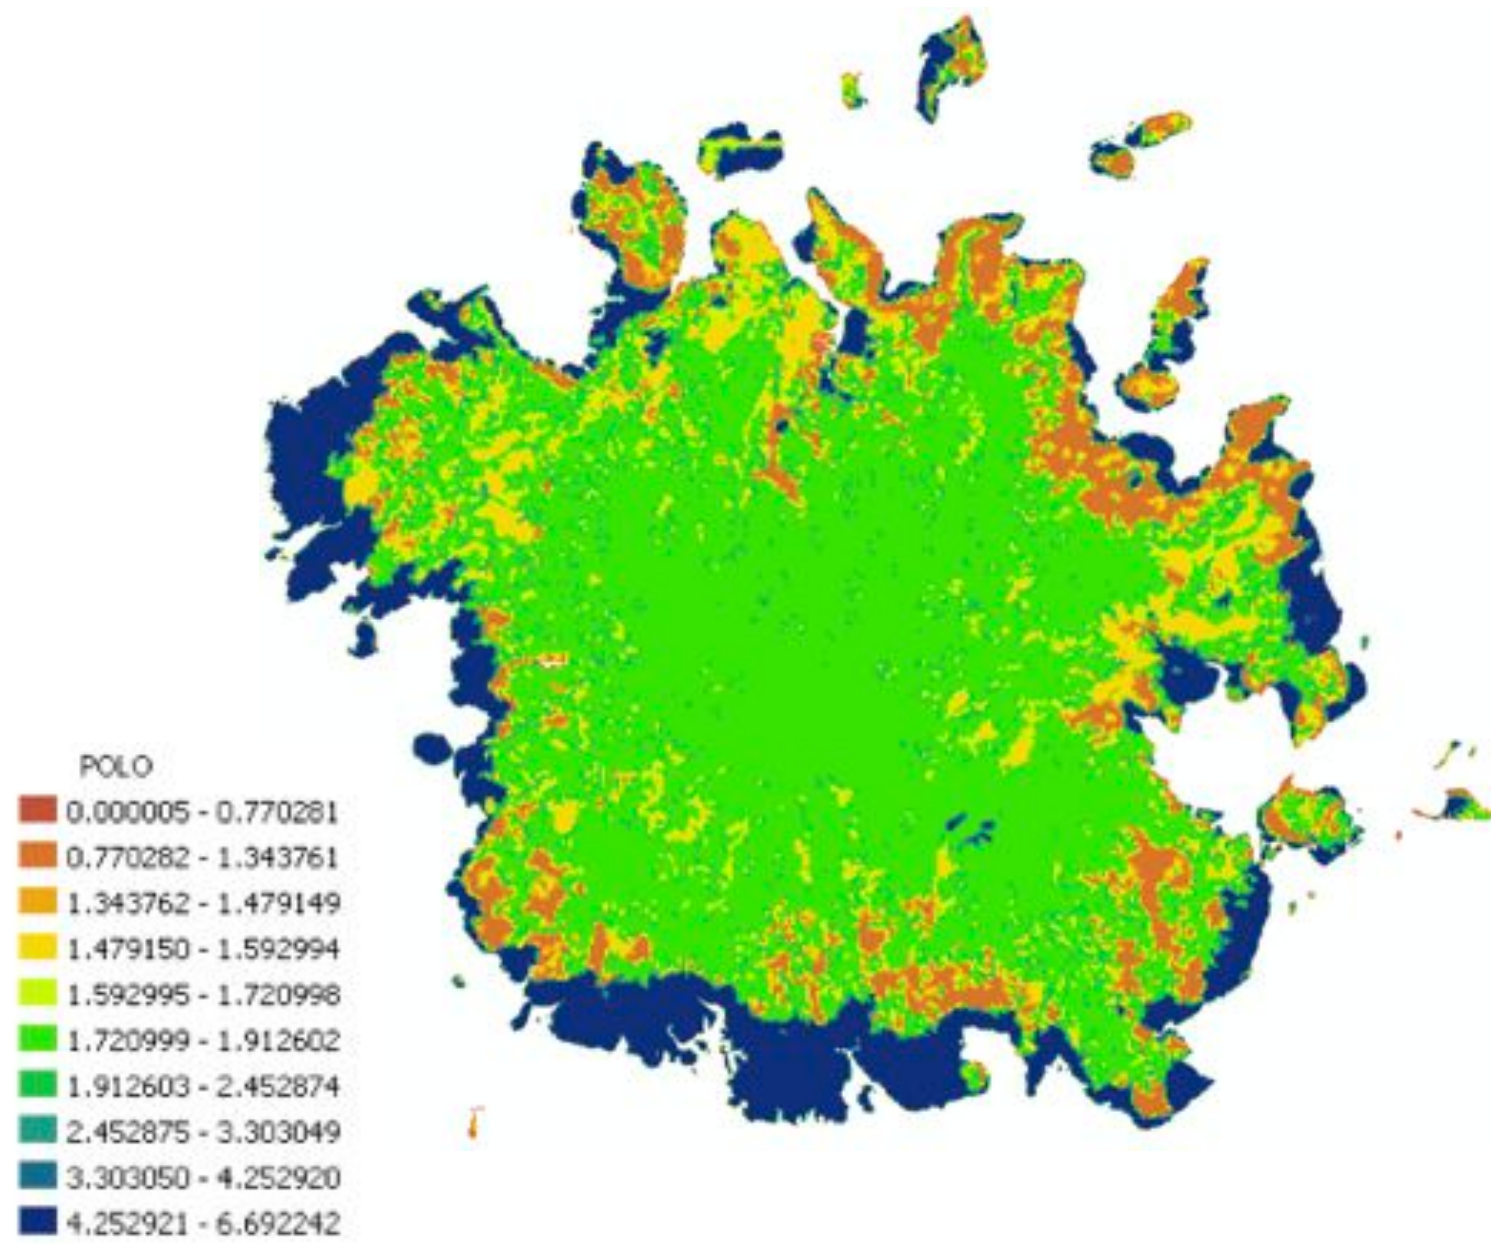 POLO
0.000005 - 0.770281
0.770282 - 1.343761
1.343762 - 1.479149
1.479150 - 1.592994
1.592995 - 1.720998
1.720999 - 1.912602
1.912603 - 2.452874
2.452875 - 3.303049
3.303050 - 4.252920
4.252921 - 6.692242